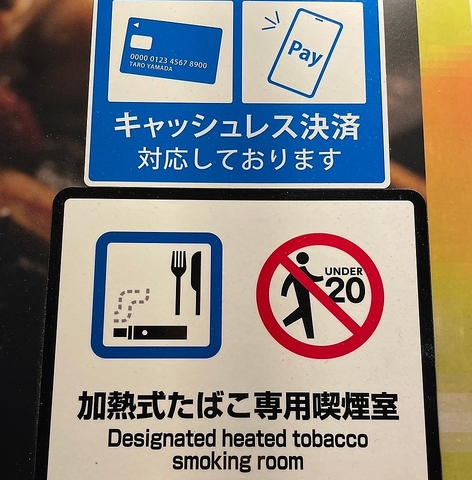 0000 0123 4567 8900
TARO YAMADA
Pay
キャッシュレス決済
対応しております
UNDER
20
加熱式たばこ専用喫煙室
Designated heated tobacco
smoking room